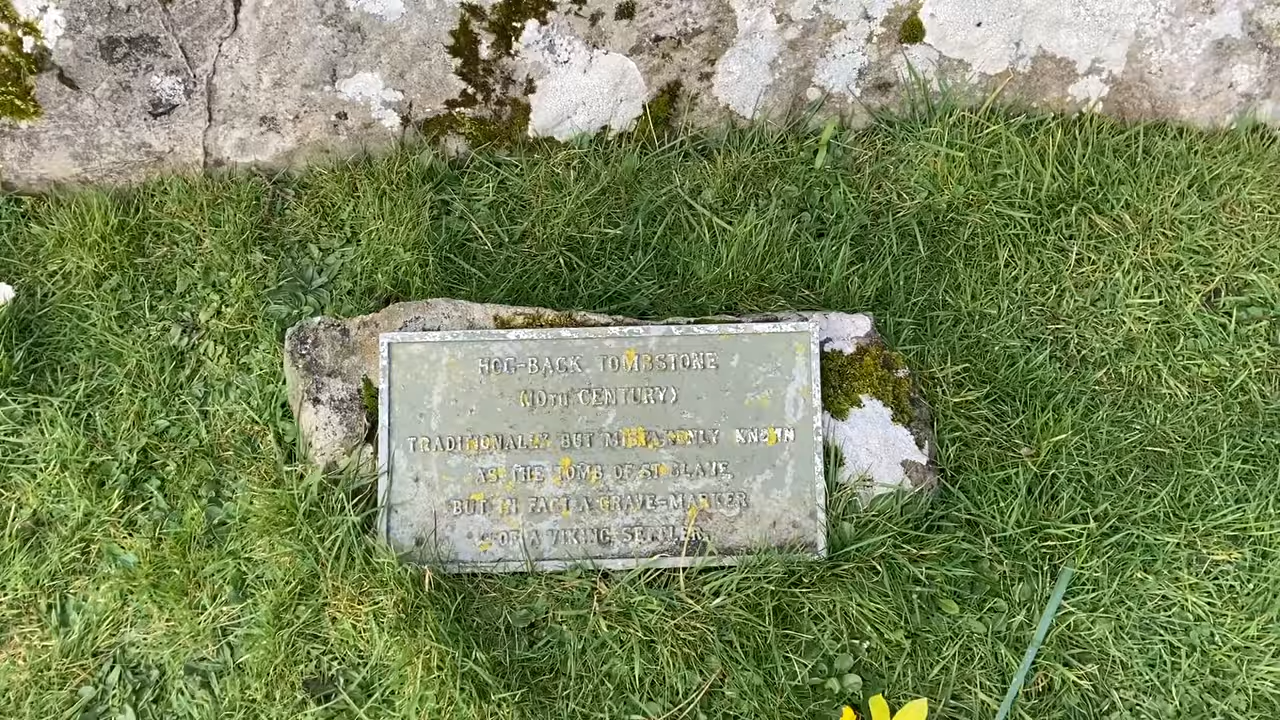 HOG-BACK TOMBSTONE
(10TH CENTURY)
TRADITIONALLY BUT MISTAKENLY KNOWN
AS THE TOMB OF ST BLANE,
BUT IN FACT A GRAVE-MARKER
OF A VIKING SETTLER.